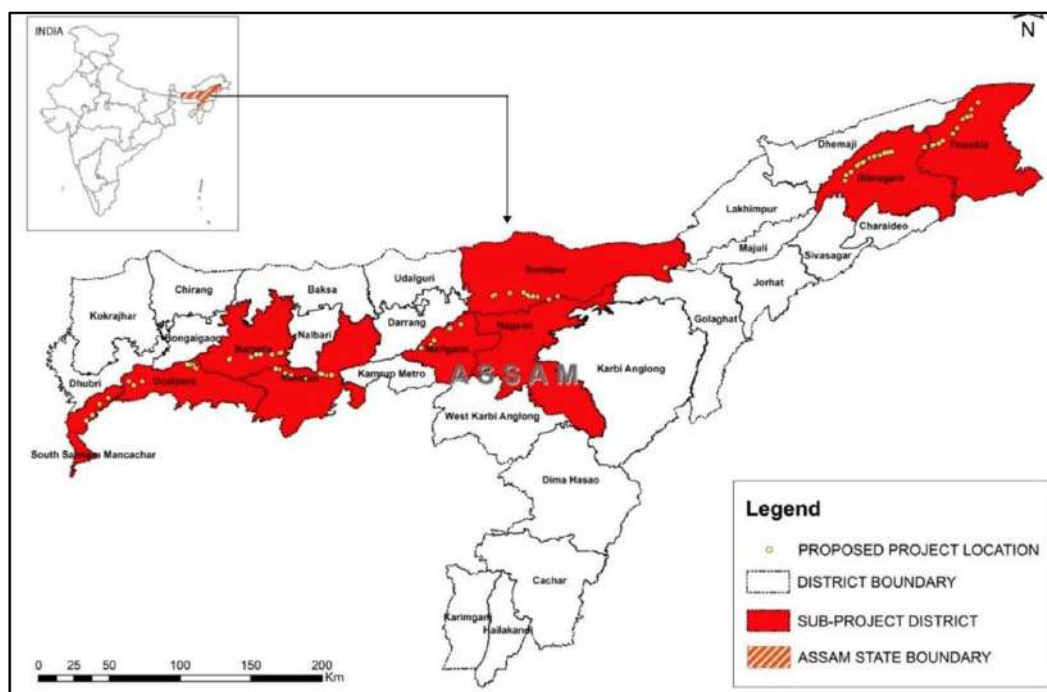 INDIA
N
Dhemaji
Tinsukia
Dibrugarh
Lakhimpur
Charaideo
Majuli
Sivasagar
Jorhat
Sonitpur
Udalguri
Chirang
Baksa
Kokrajhar
Golaghat
Darrang
Nagaon
Bongaigaon
Nalbari
Barpeta
Morigaon
Dhubri
Goalpara
Kamrup
Kamrup Metro
ASSAM
Karbi Anglong
West Karbi Anglong
South Salmara Mancachar
Dima Hasao
Cachar
Karimganj
Hailakandi
Legend
PROPOSED PROJECT LOCATION
DISTRICT BOUNDARY
SUB-PROJECT DISTRICT
ASSAM STATE BOUNDARY
0 50 100 150 200
Km